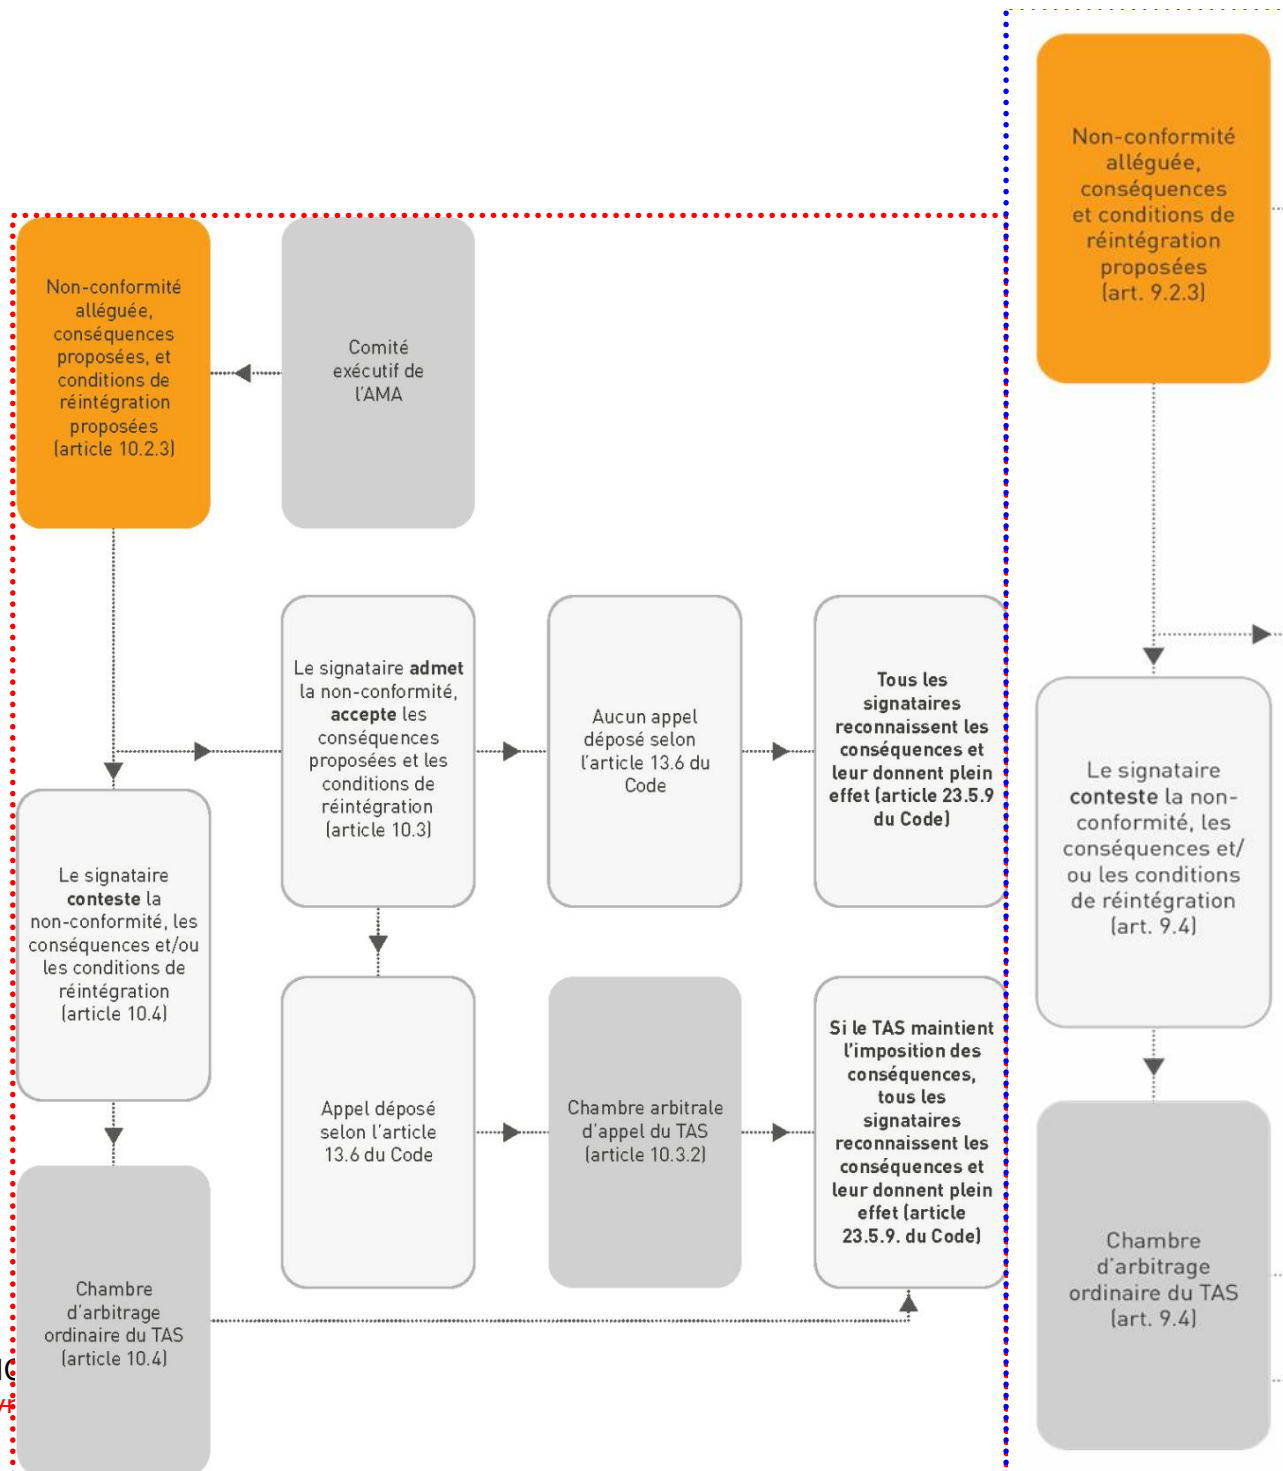 Non-conformité
alléguée,
conséquences
proposées, et
conditions de
réintégration
proposées
(article 10.2.3)
Comité
exécutif de
l'AMA
Le signataire admet
la non-conformité,
accepte les
conséquences
proposées et les
conditions de
réintégration
(article 10.3)
Aucun appel
déposé selon
l'article 13.6 du
Code
Tous les
signataires
reconnaissent les
conséquences et
leur donnent plein
effet (article 23.5.9
du Code)
Le signataire
conteste la
non-conformité, les
conséquences et/ou
les conditions de
réintégration
(article 10.4)
Appel déposé
selon l'article
13.6 du Code
Chambre arbitrale
d'appel du TAS
(article 10.3.2)
Si le TAS maintient
l'imposition des
conséquences,
tous les
signataires
reconnaissent les
conséquences et
leur donnent plein
effet (article
23.5.9. du Code)
Chambre
d'arbitrage
ordinaire du TAS
(article 10.4)
Non-conformité
alléguée,
conséquences
et conditions de
réintégration
proposées
(art. 9.2.3)
Le signataire
conteste la non-
conformité, les
conséquences et/
ou les conditions
de réintégration
(art. 9.4)
Chambre
d'arbitrage
ordinaire du TAS
(art. 9.4)